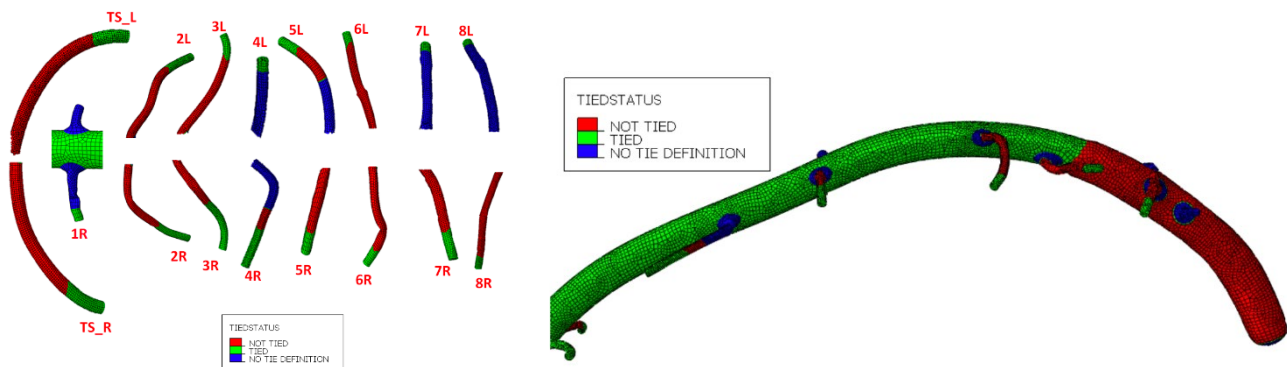 TS_L
2L
3L
4L
5L
6L
7L
8L
1R
2R
3R
4R
5R
6R
7R
8R
TS_R
TIEDSTATUS
NOT TIED
TIED
NO TIE DEFINITION
TIEDSTATUS
NOT TIED
TIED
NO TIE DEFINITION